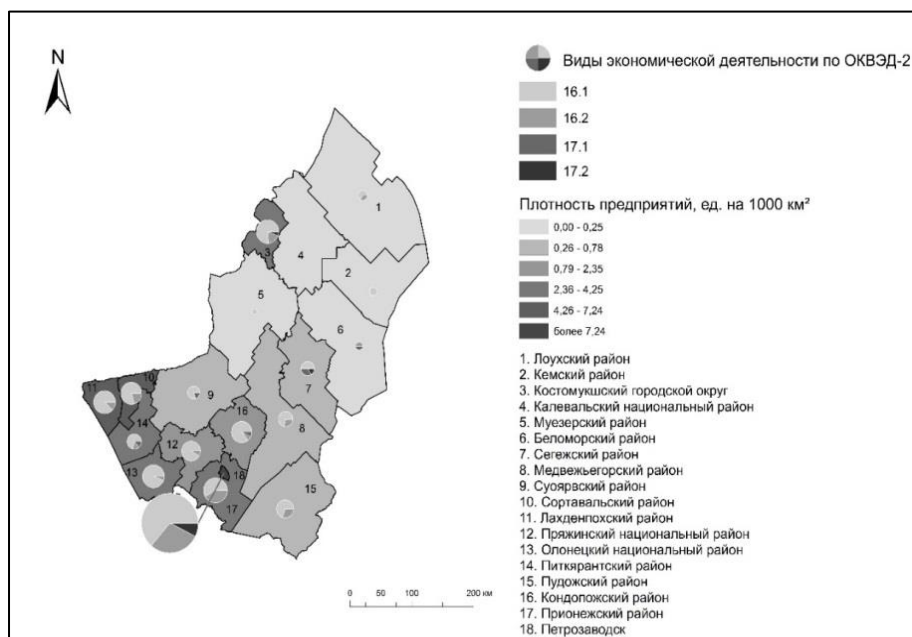 N
Виды экономической деятельности по ОКВЭД-2
16.1
16.2
17.1
17.2
Плотность предприятий, ед. на 1000 км²
0,00 - 0,25
0,26 - 0,78
0,79 - 2,35
2,36 - 4,25
4,26 - 7,24
более 7,24
1. Лоухский район
2. Кемский район
3. Костомукшский городской округ
4. Калевальский национальный район
5. Муезерский район
6. Беломорский район
7. Сегежский район
8. Медвежьегорский район
9. Суоярвский район
10. Сортавальский район
11. Лахденпохский район
12. Пряжинский национальный район
13. Олонецкий национальный район
14. Питкярантский район
15. Пудожский район
16. Кондопожский район
17. Прионежский район
18. Петрозаводск
1
2
3
4
5
6
7
8
9
10
11
12
13
14
15
16
17
18
0 50 100 200 км